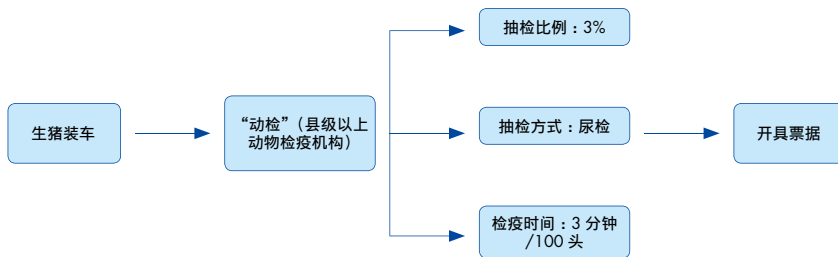 生猪装车
“动检”（县级以上
动物检疫机构）
抽检比例：3%
抽检方式：尿检
检疫时间：3 分钟
/100 头
开具票据